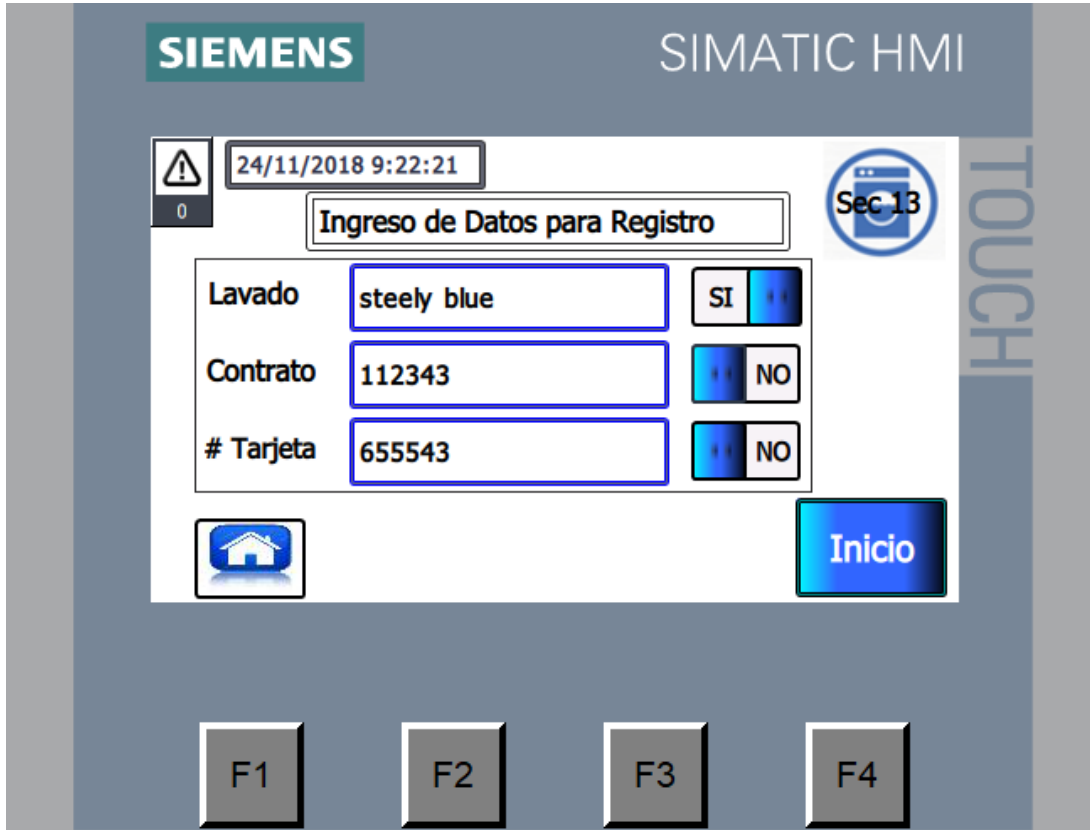 SIEMENS
SIMATIC HMI
TOUCH
24/11/2018 9:22:21
0
Ingreso de Datos para Registro
Sec 13
Lavado
steely blue
SI
Contrato
112343
NO
# Tarjeta
655543
NO
Inicio
F1
F2
F3
F4